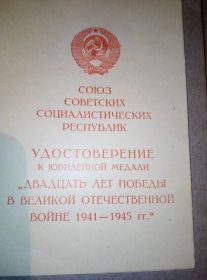 СОЮЗ
СОВЕТСКИХ
СОЦИАЛИСТИЧЕСКИХ
РЕСПУБЛИК
УДОСТОВЕРЕНИЕ
К ЮБИЛЕЙНОЙ МЕДАЛИ
„ДВАДЦАТЬ ЛЕТ ПОБЕДЫ
В ВЕЛИКОЙ ОТЕЧЕСТВЕННОЙ
ВОЙНЕ 1941—1945 гг."